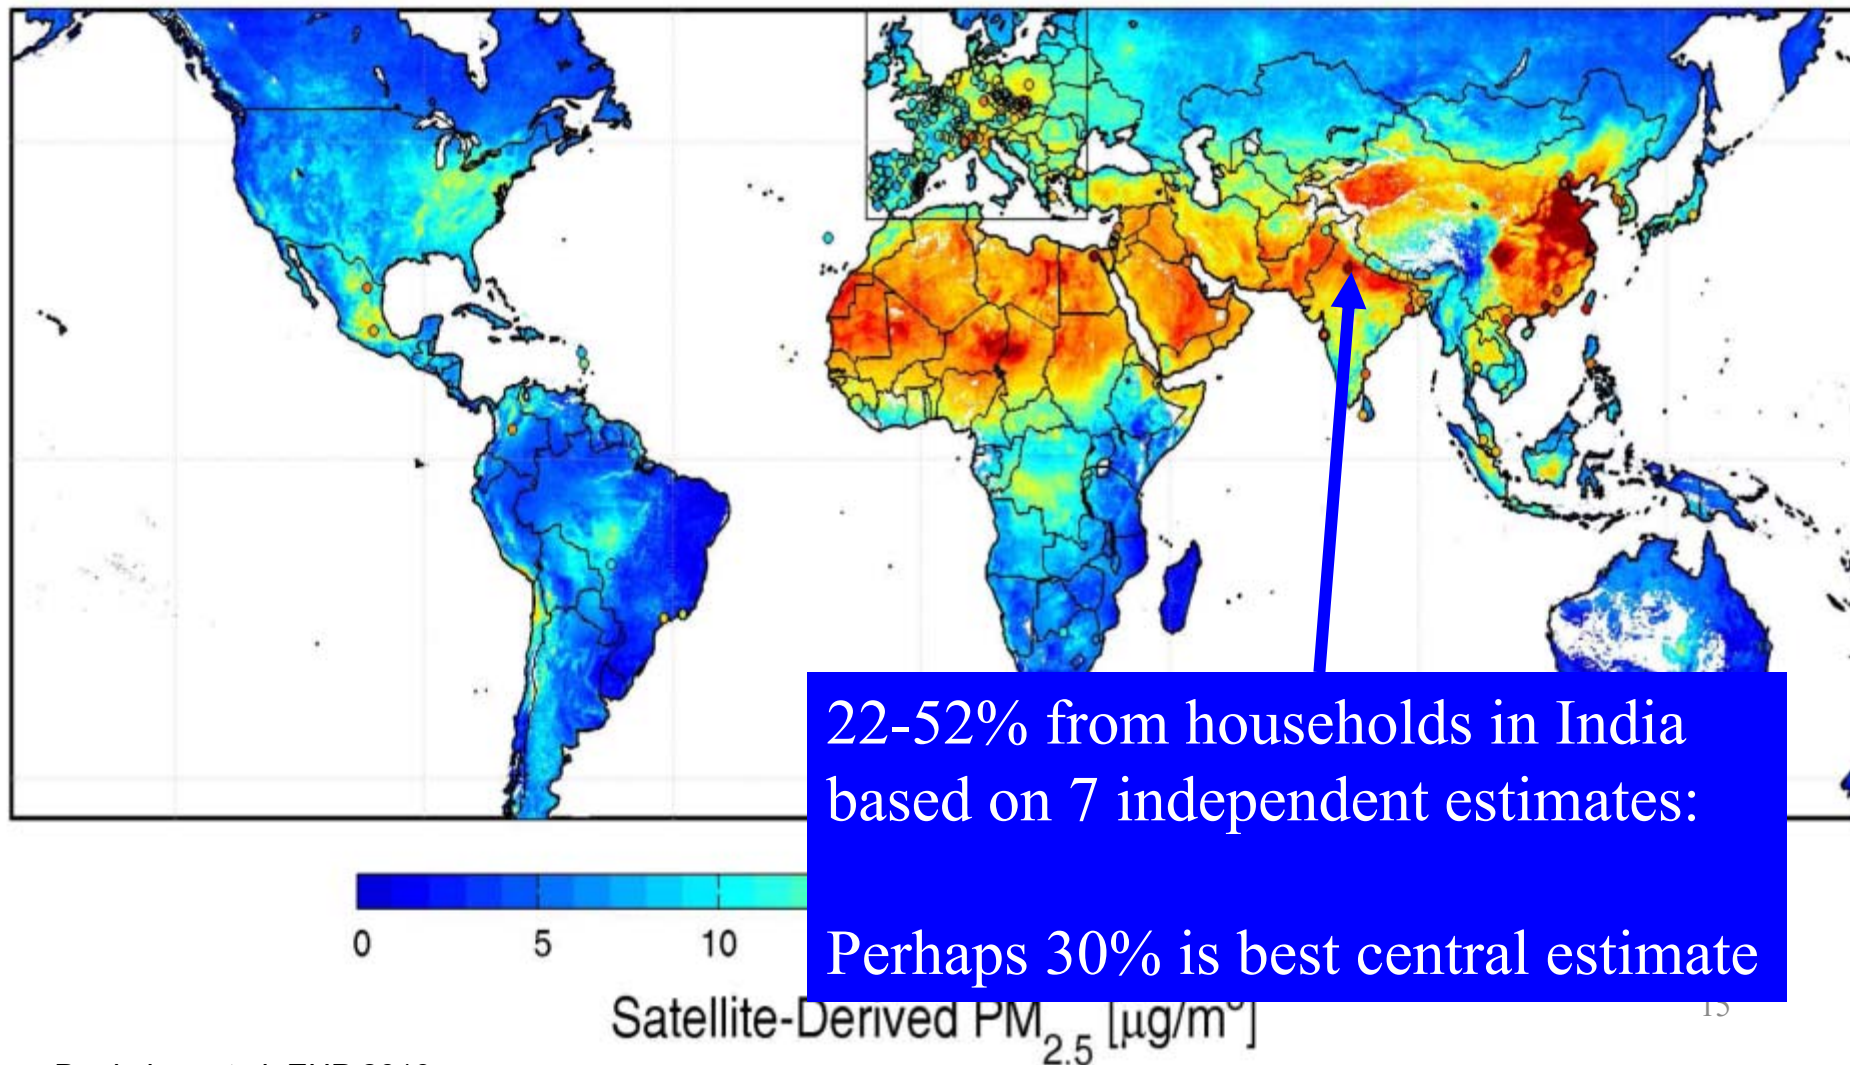 22-52% from households in India
based on 7 independent estimates:
Perhaps 30% is best central estimate
0 5 10
Satellite-Derived PM2.5 [μg/m³]
15